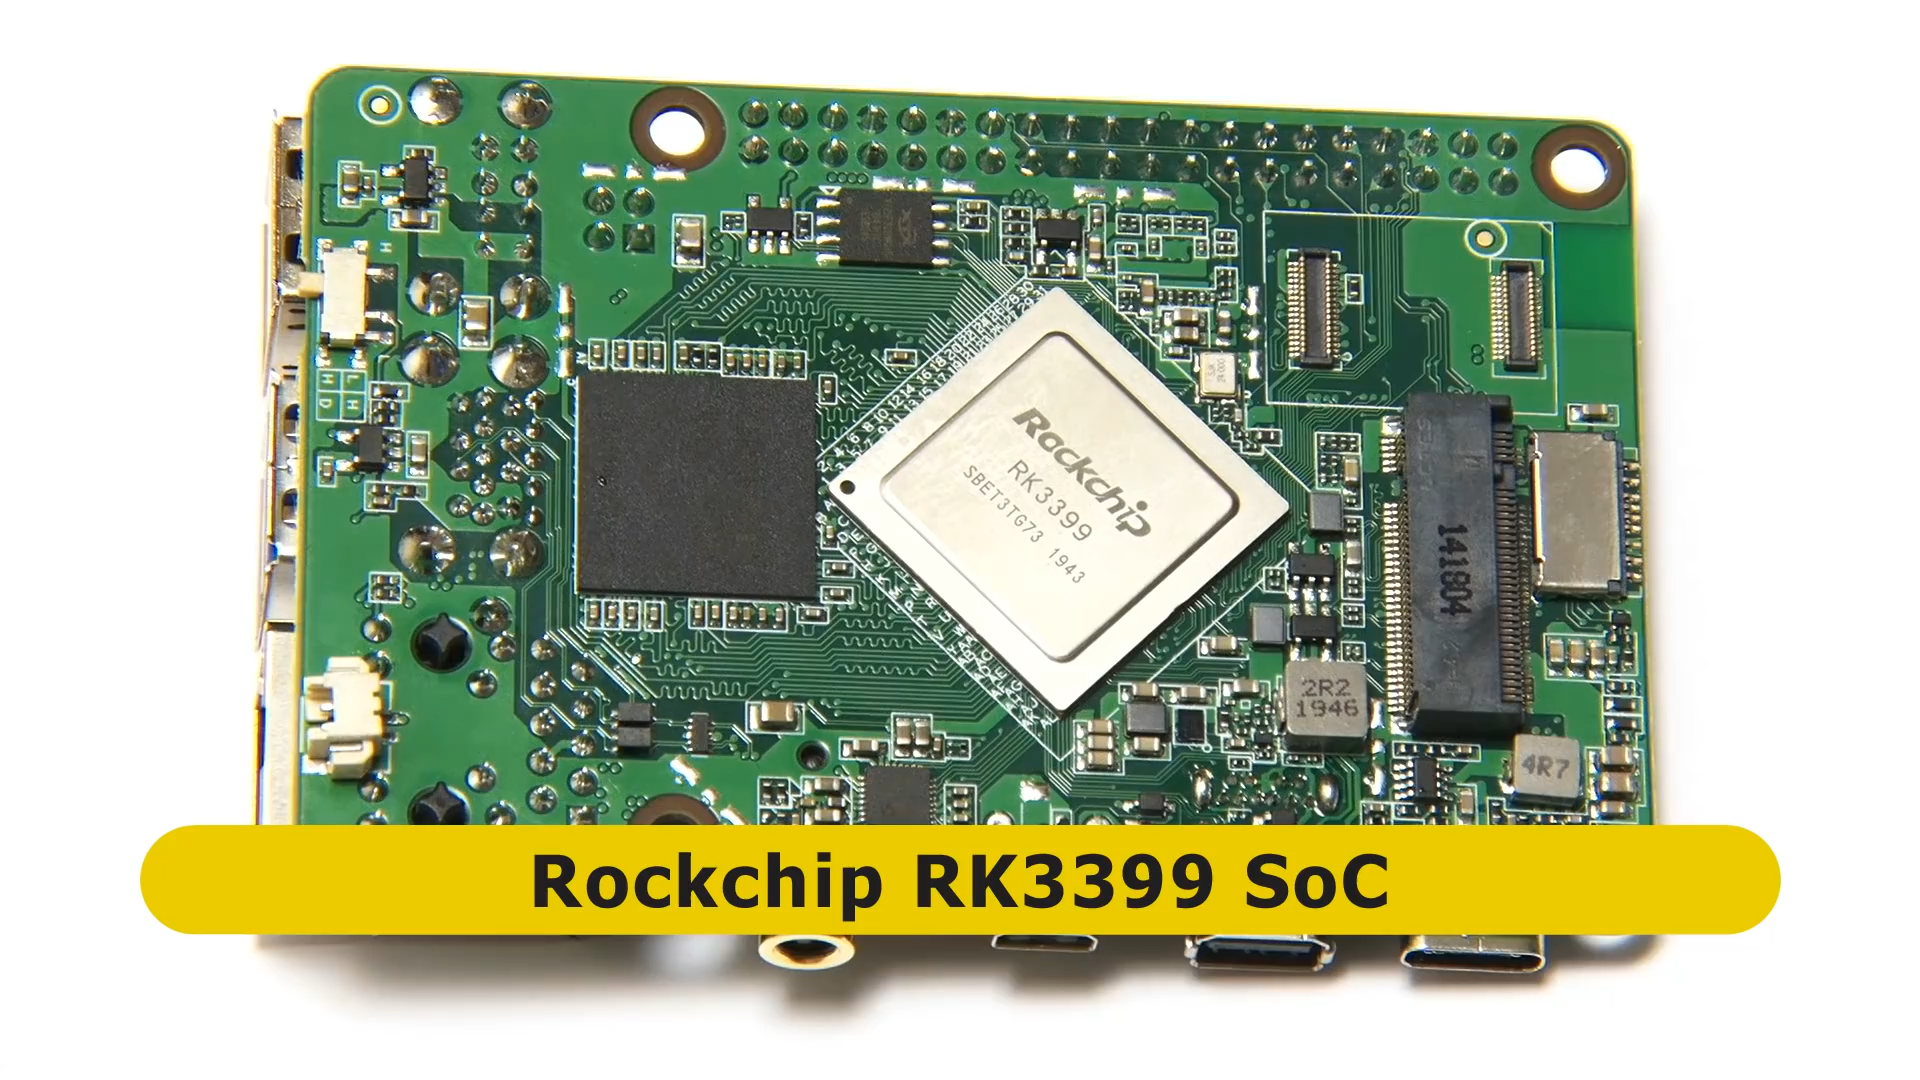 Rockchip
RK3399
SBET3TG73 1943
141804
2R2
1946
4R7
Rockchip RK3399 SoC